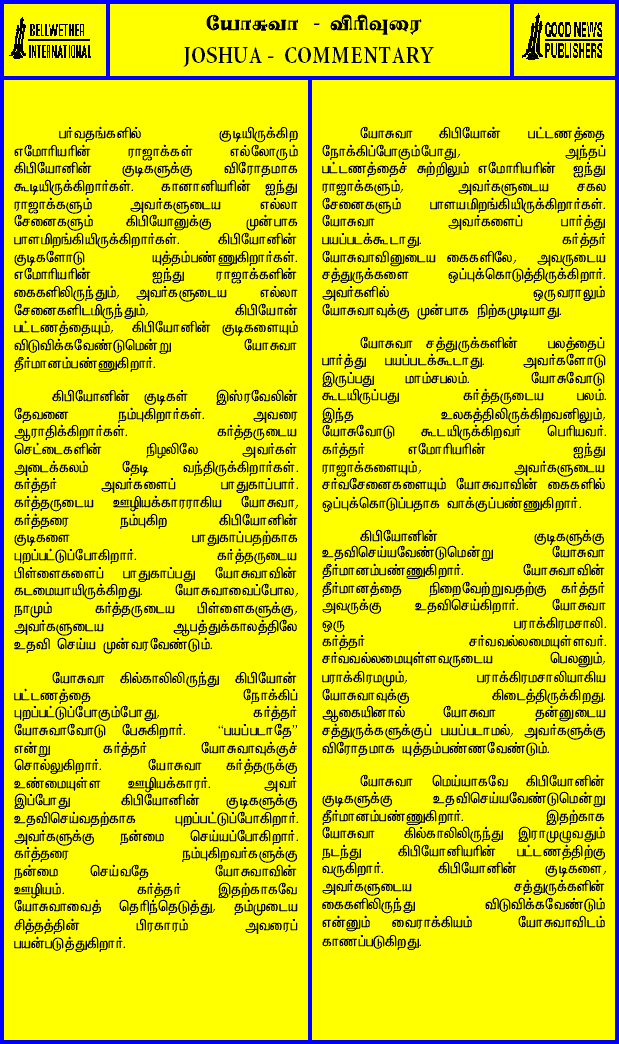 BELLWETHER
INTERNATIONAL
யோசுவா - விரிவுரை
JOSHUA - COMMENTARY
GOOD NEWS
PUBLISHERS
பர்வதங்களில் குடியிருக்கிற
எமோரியரின் ராஜாக்கள் எல்லோரும்
கிபியோனின் குடிகளுக்கு விரோதமாக
கூடியிருக்கிறார்கள். கானானியரின் ஐந்து
ராஜாக்களும் அவர்களுடைய எல்லா
சேனைகளும் கிபியோனுக்கு முன்பாக
பாளமிறங்கியிருக்கிறார்கள். கிபியோனின்
குடிகளோடு யுத்தம்பண்ணுகிறார்கள்.
எமோரியரின் ஐந்து ராஜாக்களின்
கைகளிலிருந்தும், அவர்களுடைய எல்லா
சேனைகளிடமிருந்தும், கிபியோன்
பட்டணத்தையும், கிபியோனின் குடிகளையும்
விடுவிக்கவேண்டுமென்று யோசுவா
தீர்மானம்பண்ணுகிறார்.
கிபியோனின் குடிகள் இஸ்ரவேலின்
தேவனை நம்புகிறார்கள். அவரை
ஆராதிக்கிறார்கள். கர்த்தருடைய
செட்டைகளின் நிழலிலே அவர்கள்
அடைக்கலம் தேடி வந்திருக்கிறார்கள்.
கர்த்தர் அவர்களைப் பாதுகாப்பார்.
கர்த்தருடைய ஊழியக்காரராகிய யோசுவா,
கர்த்தரை நம்புகிற கிபியோனின்
குடிகளை பாதுகாப்பதற்காக
புறப்பட்டுப்போகிறார். கர்த்தருடைய
பிள்ளைகளைப் பாதுகாப்பது யோசுவாவின்
கடமையாயிருக்கிறது. யோசுவாவைப்போல,
நாமும் கர்த்தருடைய பிள்ளைகளுக்கு,
அவர்களுடைய ஆபத்துக்காலத்திலே
உதவி செய்ய முன்வரவேண்டும்.
யோசுவா கில்காலிலிருந்து கிபியோன்
பட்டணத்தை நோக்கிப்
புறப்பட்டுப்போகும்போது, கர்த்தர்
யோசுவாவோடு பேசுகிறார். “பயப்படாதே”
என்று கர்த்தர் யோசுவாவுக்குச்
சொல்லுகிறார். யோசுவா கர்த்தருக்கு
உண்மையுள்ள ஊழியக்காரர். அவர்
இப்போது கிபியோனின் குடிகளுக்கு
உதவிசெய்வதற்காக புறப்பட்டுப்போகிறார்.
அவர்களுக்கு நன்மை செய்யப்போகிறார்.
கர்த்தரை நம்புகிறவர்களுக்கு
நன்மை செய்வதே யோசுவாவின்
ஊழியம். கர்த்தர் இதற்காகவே
யோசுவாவைத் தெரிந்தெடுத்து, தம்முடைய
சித்தத்தின் பிரகாரம் அவரைப்
பயன்படுத்துகிறார்.
யோசுவா கிபியோன் பட்டணத்தை
நோக்கிப்போகும்போது, அந்தப்
பட்டணத்தைச் சுற்றிலும் எமோரியரின் ஐந்து
ராஜாக்களும், அவர்களுடைய சகல
சேனைகளும் பாளயமிறங்கியிருக்கிறார்கள்.
யோசுவா அவர்களைப் பார்த்து
பயப்படக்கூடாது. கர்த்தர்
யோசுவாவினுடைய கைகளிலே, அவருடைய
சத்துருக்களை ஒப்புக்கொடுத்திருக்கிறார்.
அவர்களில் ஒருவராலும்
யோசுவாவுக்கு முன்பாக நிற்கமுடியாது.
யோசுவா சத்துருக்களின் பலத்தைப்
பார்த்து பயப்படக்கூடாது. அவர்களோடு
இருப்பது மாம்சபலம். யோசுவோடு
கூடயிருப்பது கர்த்தருடைய பலம்.
இந்த உலகத்திலிருக்கிறவனிலும்,
யோசுவோடு கூடயிருக்கிறவர் பெரியவர்.
கர்த்தர் எமோரியரின் ஐந்து
ராஜாக்களையும், அவர்களுடைய
சர்வசேனைகளையும் யோசுவாவின் கைகளில்
ஒப்புக்கொடுப்பதாக வாக்குப்பண்ணுகிறார்.
கிபியோனின் குடிகளுக்கு
உதவிசெய்யவேண்டுமென்று யோசுவா
தீர்மானம்பண்ணுகிறார். யோசுவாவின்
தீர்மானத்தை நிறைவேற்றுவதற்கு கர்த்தர்
அவருக்கு உதவிசெய்கிறார். யோசுவா
ஒரு பராக்கிரமசாலி.
கர்த்தர் சர்வவல்லமையுள்ளவர்.
சர்வவல்லமையுள்ளவருடைய பெலனும்,
பராக்கிரமமும், பராக்கிரமசாலியாகிய
யோசுவாவுக்கு கிடைத்திருக்கிறது.
ஆகையினால் யோசுவா தன்னுடைய
சத்துருக்களுக்குப் பயப்படாமல், அவர்களுக்கு
விரோதமாக யுத்தம்பண்ணவேண்டும்.
யோசுவா மெய்யாகவே கிபியோனின்
குடிகளுக்கு உதவிசெய்யவேண்டுமென்று
தீர்மானம்பண்ணுகிறார். இதற்காக
யோசுவா கில்காலிலிருந்து இராமுழுவதும்
நடந்து கிபியோனியரின் பட்டணத்திற்கு
வருகிறார். கிபியோனின் குடிகளை,
அவர்களுடைய சத்துருக்களின்
கைகளிலிருந்து விடுவிக்கவேண்டும்
என்னும் வைராக்கியம் யோசுவாவிடம்
காணப்படுகிறது.